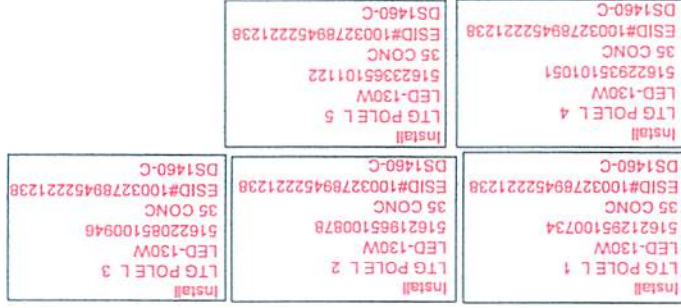 Install
LTG POLE L 1
LED-130W
51621295100734
35 CONC
ESID#10032789452221238
DS1460-C
Install
LTG POLE L 2
LED-130W
51621965100878
35 CONC
ESID#10032789452221238
DS1460-C
Install
LTG POLE L 3
LED-130W
51622085100946
35 CONC
ESID#10032789452221238
DS1460-C
Install
LTG POLE L 4
LED-130W
51622935101051
35 CONC
ESID#10032789452221238
DS1460-C
Install
LTG POLE L 5
LED-130W
51623365101122
35 CONC
ESID#10032789452221238
DS1460-C